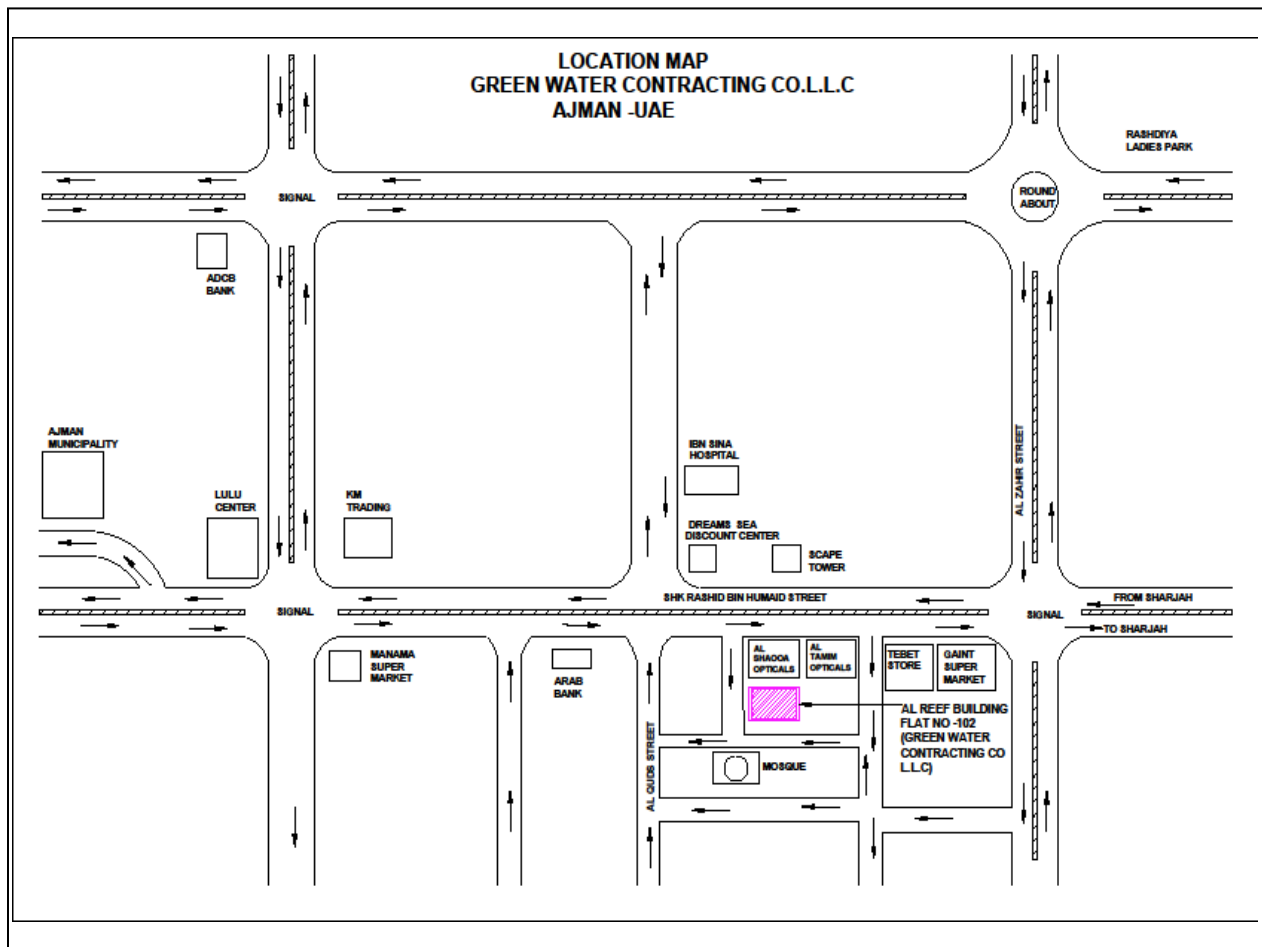 LOCATION MAP
GREEN WATER CONTRACTING CO.L.L.C
AJMAN -UAE
RASHDIYA
LADIES PARK
SIGNAL
ROUND
ABOUT
ADCB
BANK
AJMAN
MUNICIPALITY
LULU
CENTER
KM
TRADING
IBN SINA
HOSPITAL
DREAMS SEA
DISCOUNT CENTER
SCAPE
TOWER
AL ZAHIR STREET
SHK RASHID BIN HUMAID STREET
FROM SHARJAH
SIGNAL
SIGNAL
TO SHARJAH
MANAMA
SUPER
MARKET
ARAB
BANK
AL QUDS STREET
AL
SHAOOA
OPTICALS
AL
TAMIM
OPTICALS
TEBET
STORE
GAINT
SUPER
MARKET
AL REEF BUILDING
FLAT NO -102
(GREEN WATER
CONTRACTING CO
L.L.C)
MOSQUE